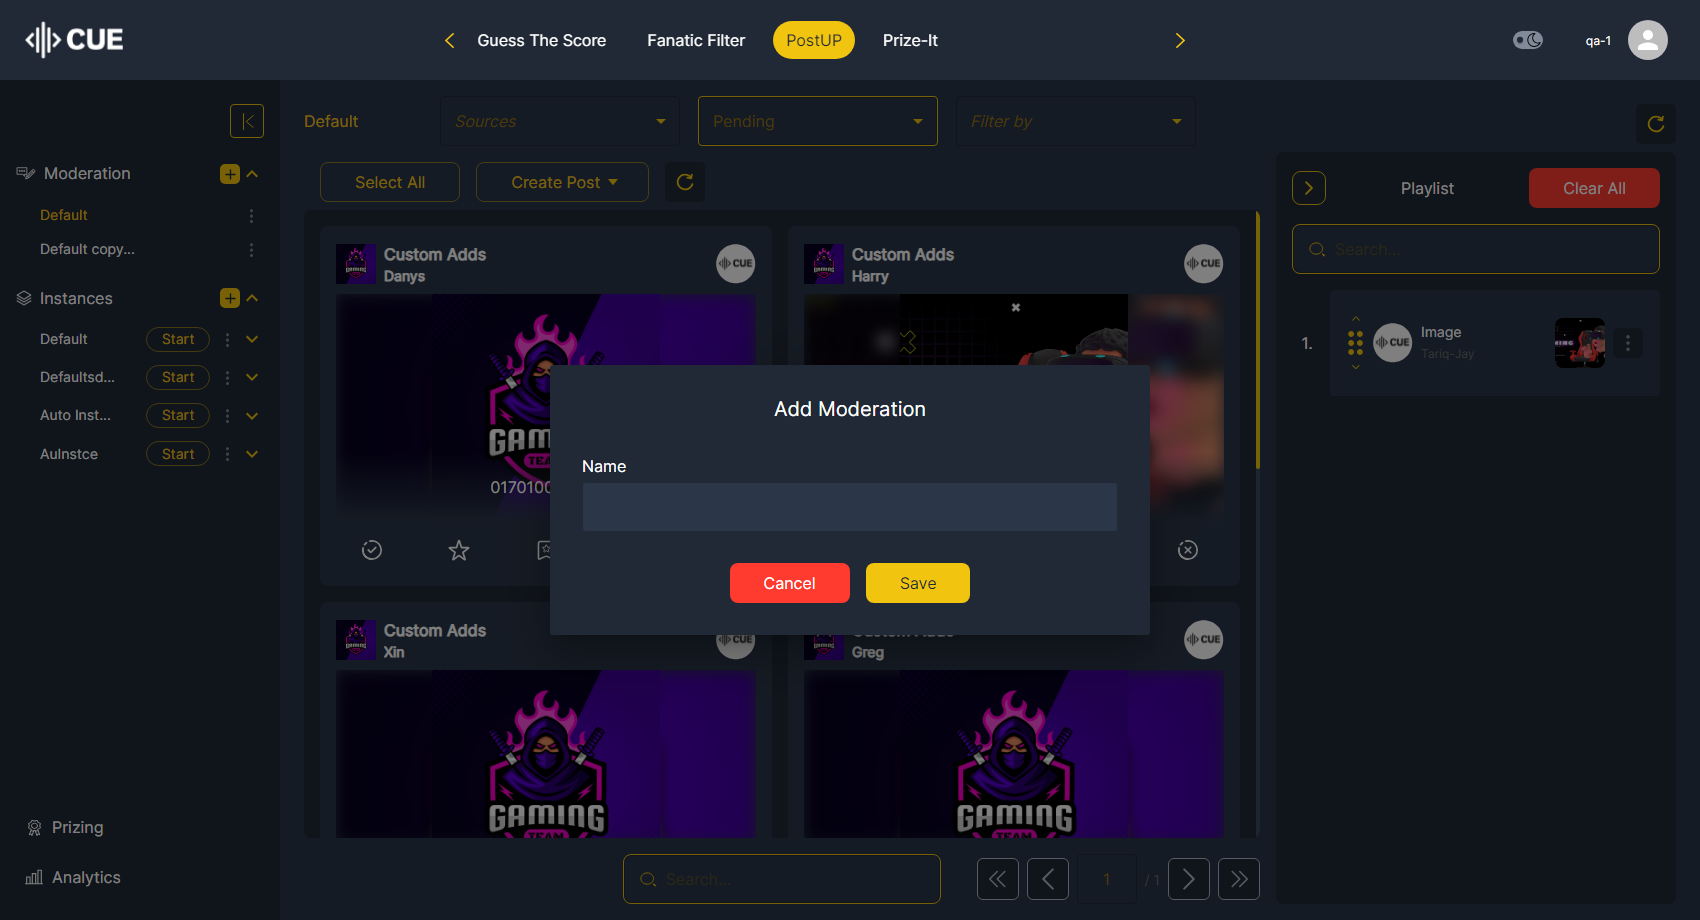 CUE
Guess The Score
Fanatic Filter
PostUP
Prize-It
qa-1
Default
Sources
Pending
Filter by
Moderation
Default
Default copy...
Instances
Default
Start
Defaultsd...
Start
Auto Inst...
Start
AuInstce
Start
Prizing
Analytics
Select All
Create Post
Custom Adds
Danys
CUE
GAM
TEA
0170100
Custom Adds
Harry
CUE
Add Moderation
Name
Cancel
Save
Custom Adds
Xin
CUE
GAMING
TEAM
Custom Adds
Greg
CUE
GAMING
TEAM
Search...
1
/ 1
Playlist
Clear All
Search...
1.
CUE
Image
Tariq-Jay